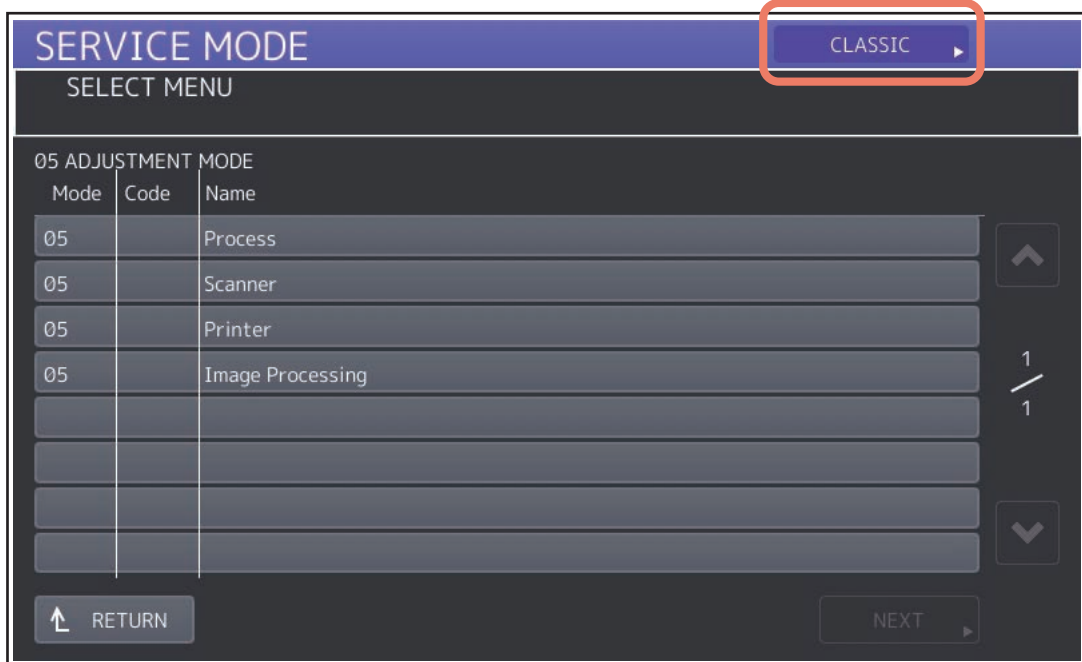 SERVICE MODE
CLASSIC
SELECT MENU
05 ADJUSTMENT MODE
Mode Code Name
05 Process
05 Scanner
05 Printer
05 Image Processing
1
1
RETURN
NEXT